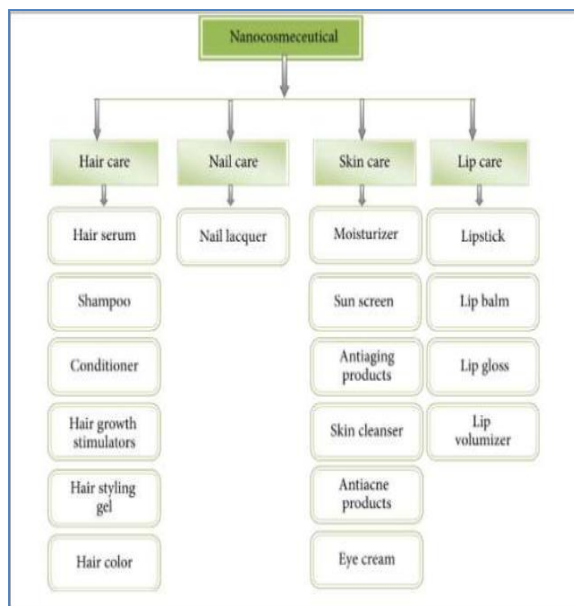 Nanocosmeceutical
Hair care
Nail care
Skin care
Lip care
Hair serum
Shampoo
Conditioner
Hair growth
stimulators
Hair styling
gel
Hair color
Nail lacquer
Moisturizer
Sun screen
Antiaging
products
Skin cleanser
Antiacne
products
Eye cream
Lipstick
Lip balm
Lip gloss
Lip
volumizer